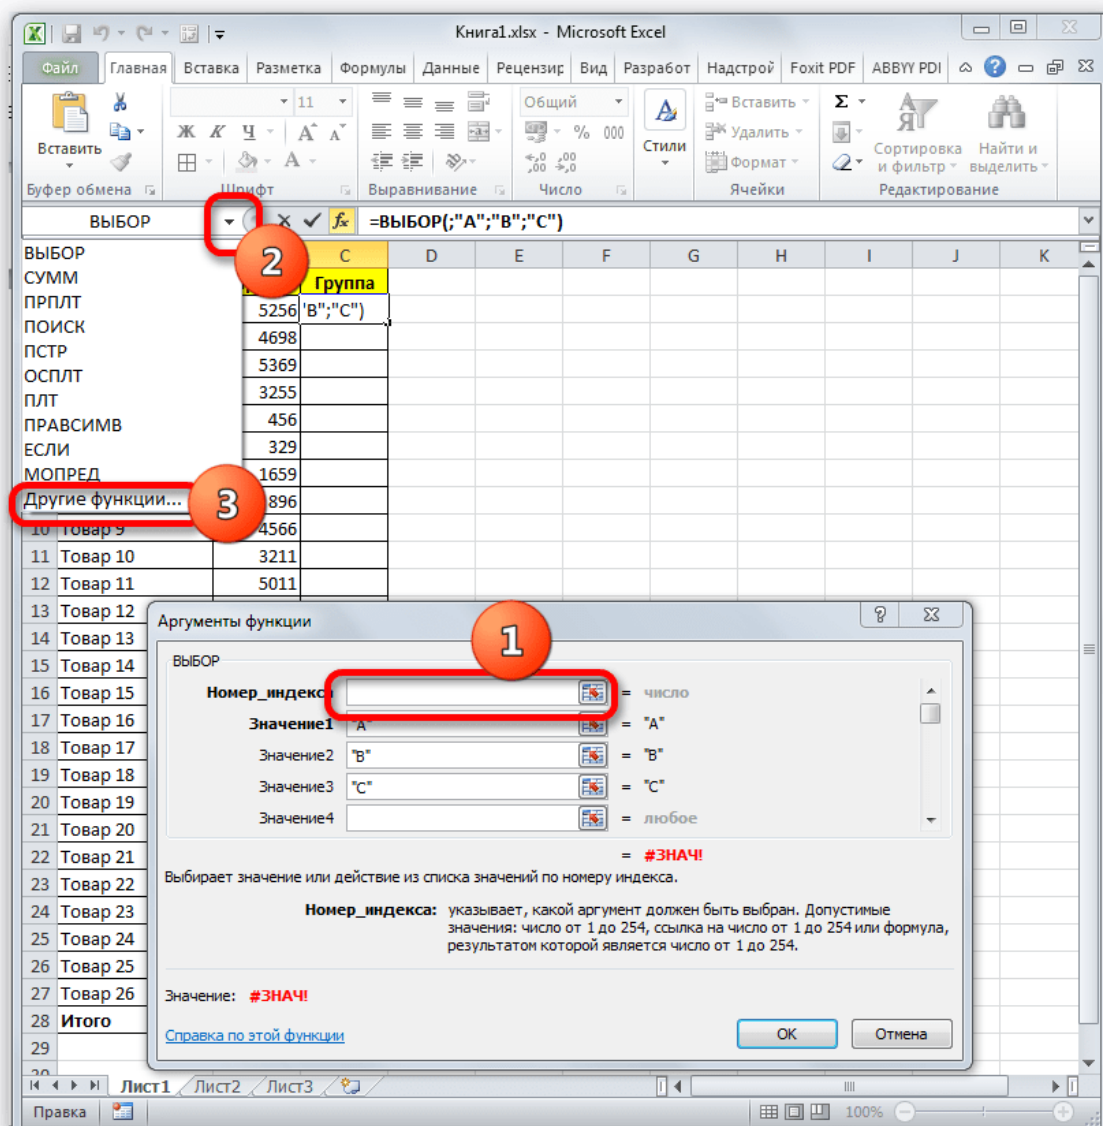 Книга1.xlsx - Microsoft Excel
Файл Главная Вставка Разметка Формулы Данные Рецензир Вид Разработ Надстрой Foxit PDF ABBYY PDI
11 Общий Вставить Σ
Ж К Ч А А % 000 Удалить
Вставить Стили Сортировка и фильтр Найти и выделить
А ,0 ,00 ,00 ,0 Формат
Буфер обмена Шрифт Выравнивание Число Ячейки Редактирование
ВЫБОР fx =ВЫБОР(;"A";"B";"C")
2
ВЫБОР C D E F G H I J K
СУММ Группа
ПРПЛТ 5256 'B";"C")
ПОИСК 4698
ПСТР 5369
ОСПЛТ 3255
ПЛТ
ПРАВСИМВ 456
ЕСЛИ 329
МОПРЕД 1659
Другие функции... 3 896
10 Товар 9 4566
11 Товар 10 3211
12 Товар 11 5011
13 Товар 12
14 Товар 13
15 Товар 14
16 Товар 15
17 Товар 16
18 Товар 17
19 Товар 18
20 Товар 19
21 Товар 20
22 Товар 21
23 Товар 22
24 Товар 23
25 Товар 24
26 Товар 25
27 Товар 26
28 Итого
29
30
Аргументы функции
1
ВЫБОР
Номер_индекса = число
Значение1 "A" = "A"
Значение2 "B" = "B"
Значение3 "C" = "C"
Значение4 = любое
= #ЗНАЧ!
Выбирает значение или действие из списка значений по номеру индекса.
Номер_индекса: указывает, какой аргумент должен быть выбран. Допустимые
значения: число от 1 до 254, ссылка на число от 1 до 254 или формула,
результатом которой является число от 1 до 254.
Значение: #ЗНАЧ!
Справка по этой функции OK Отмена
Лист1 Лист2 Лист3
Правка 100%